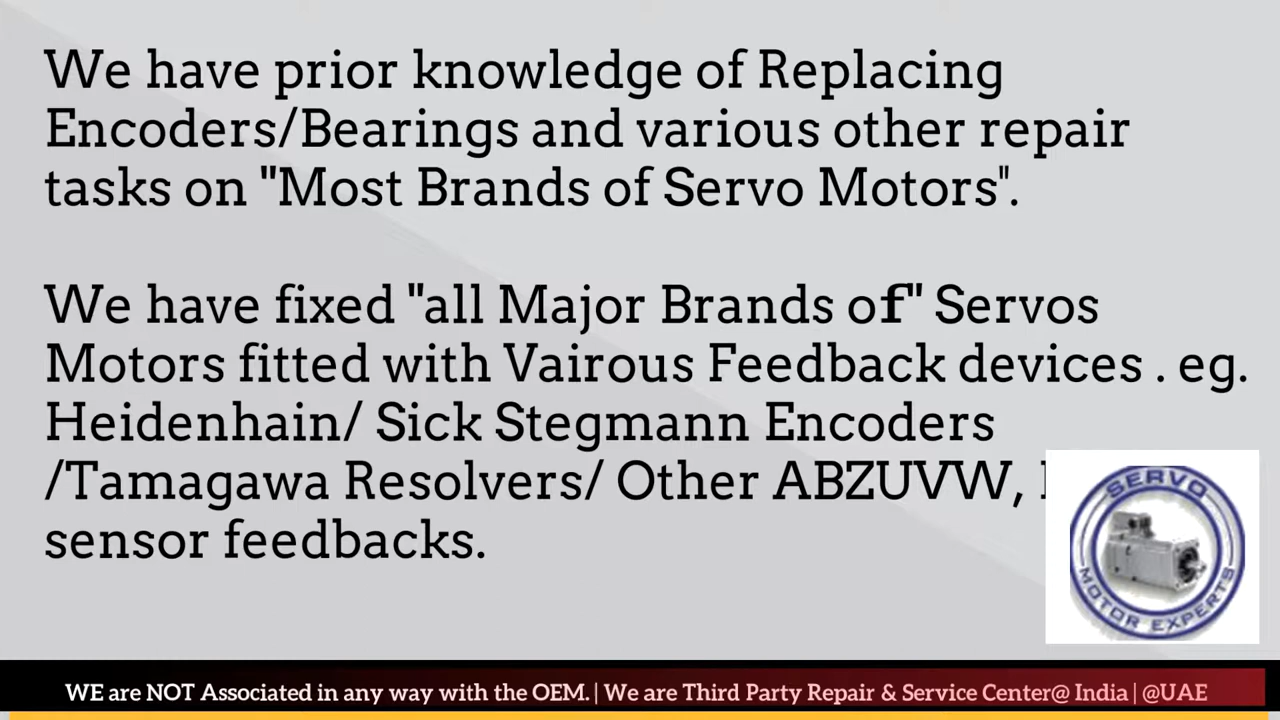 We have prior knowledge of Replacing
Encoders/Bearings and various other repair
tasks on "Most Brands of Servo Motors".
We have fixed "all Major Brands of" Servos
Motors fitted with Vairous Feedback devices . eg.
Heidenhain/ Sick Stegmann Encoders
/Tamagawa Resolvers/ Other ABZUVW,
sensor feedbacks.
SERVO
MOTOR EXPERTS
WE are NOT Associated in any way with the OEM. | We are Third Party Repair & Service Center@ India | @UAE